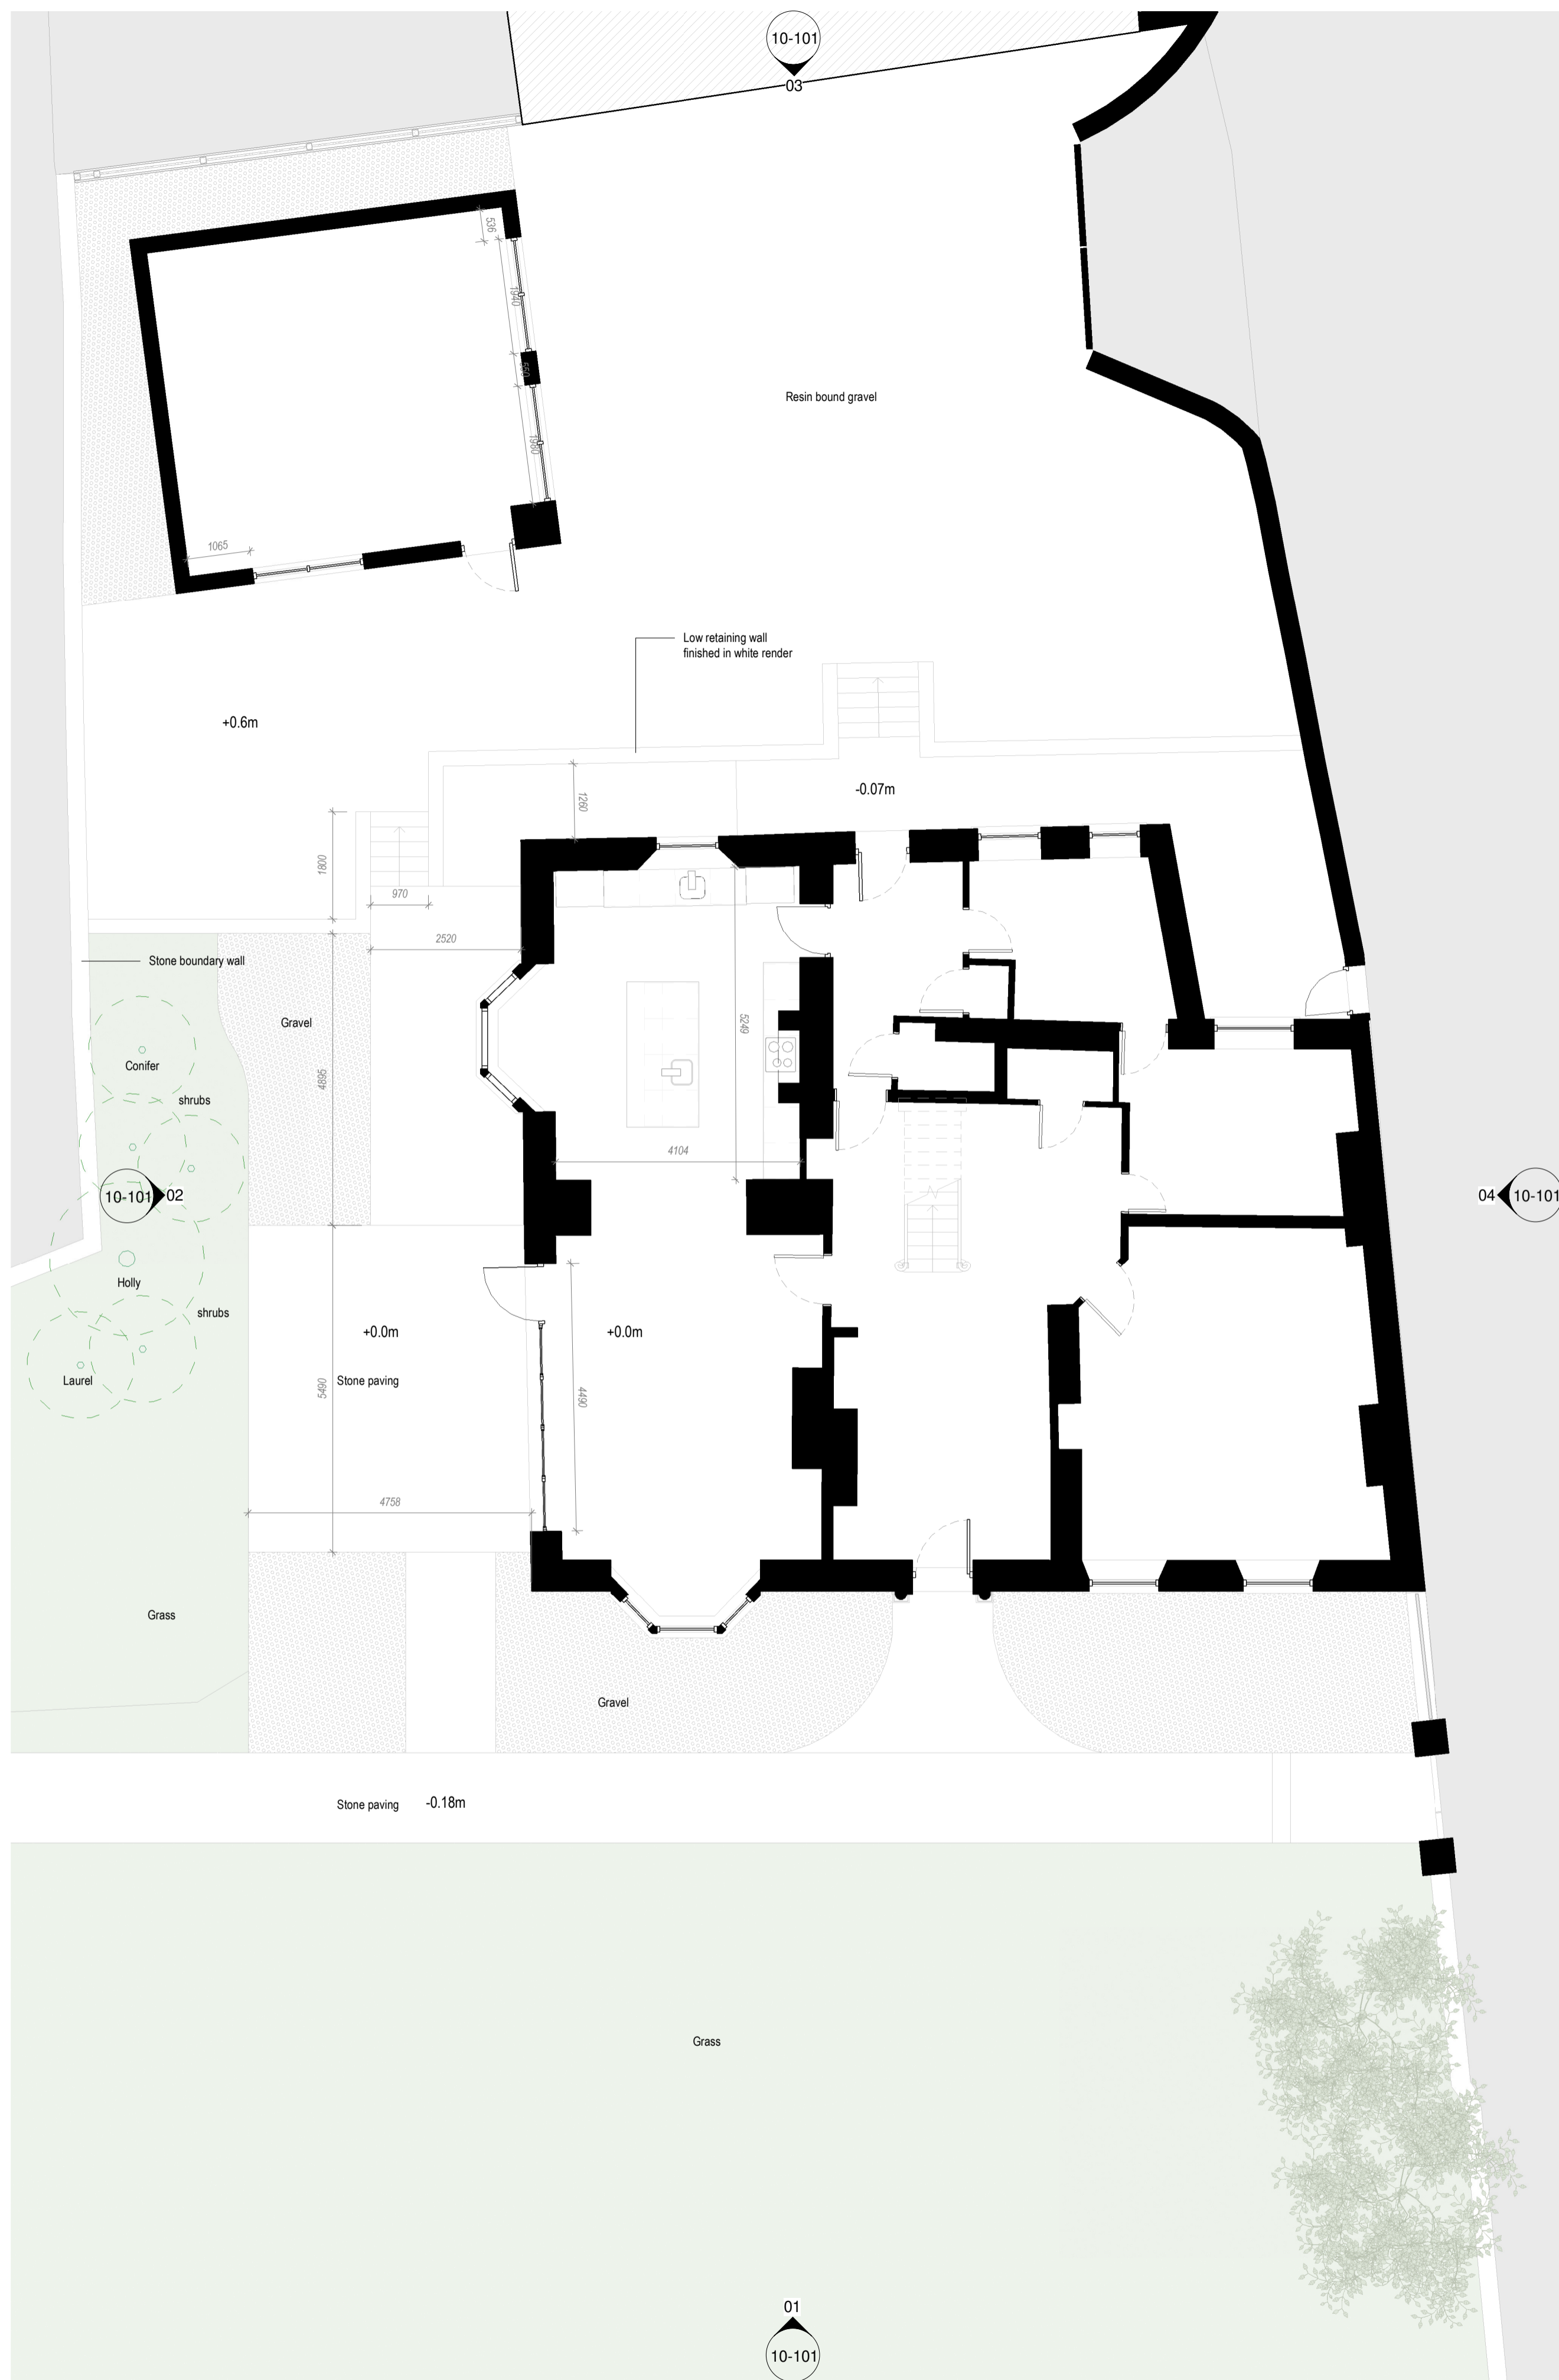 10-101
03
536
1940
550
1980
Resin bound gravel
1065
Low retaining wall
finished in white render
+0.6m
-0.07m
1260
1800
970
2520
Stone boundary wall
Gravel
5249
Conifer
4895
shrubs
4104
10-101
02
04
10-101
Holly
shrubs
+0.0m
+0.0m
Laurel
5490
Stone paving
4490
4758
Grass
Gravel
Stone paving
-0.18m
Grass
01
10-101